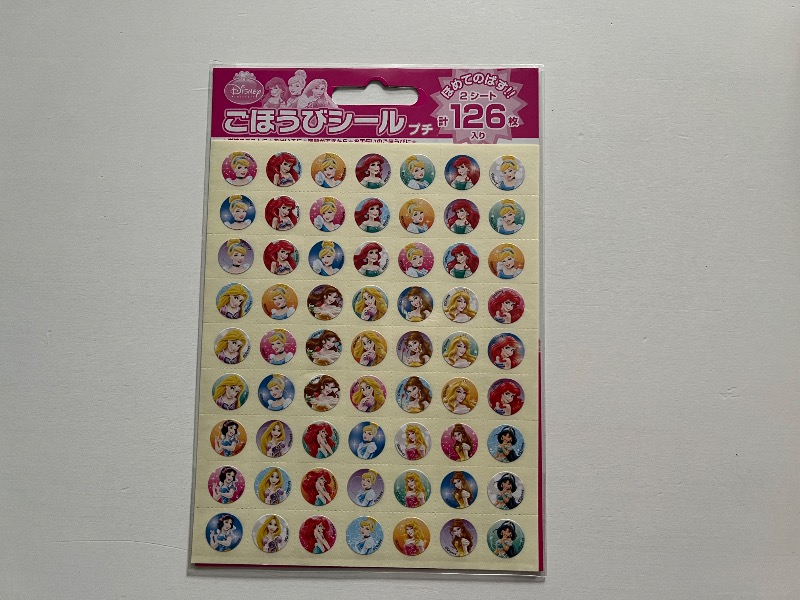 Disney
ごほうびシール プチ
ほめてのばす!!
2シート
計126枚
入り